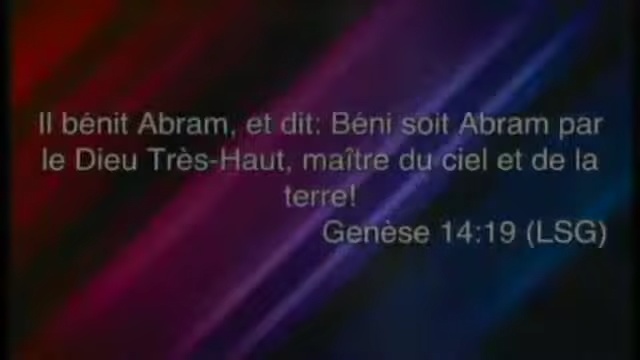 Il bénit Abram, et dit: Béni soit Abram par
le Dieu Très-Haut, maître du ciel et de la
terre!
Genèse 14:19 (LSG)